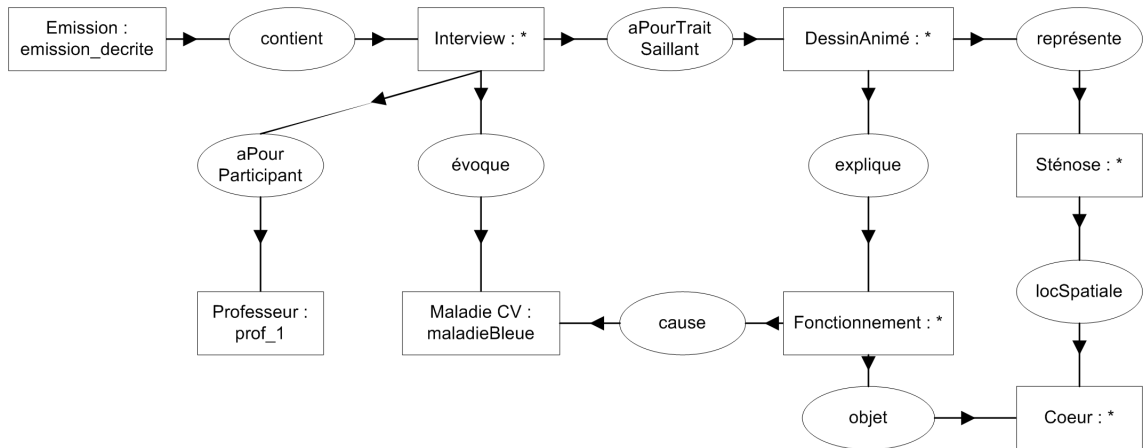 Emission :
emission_decrite
contient
Interview : *
aPourTrait
Saillant
DessinAnimé : *
représente
aPour
Participant
évoque
explique
Sténose : *
Professeur :
prof_1
Maladie CV :
maladieBleue
cause
Fonctionnement : *
locSpatiale
objet
Coeur : *